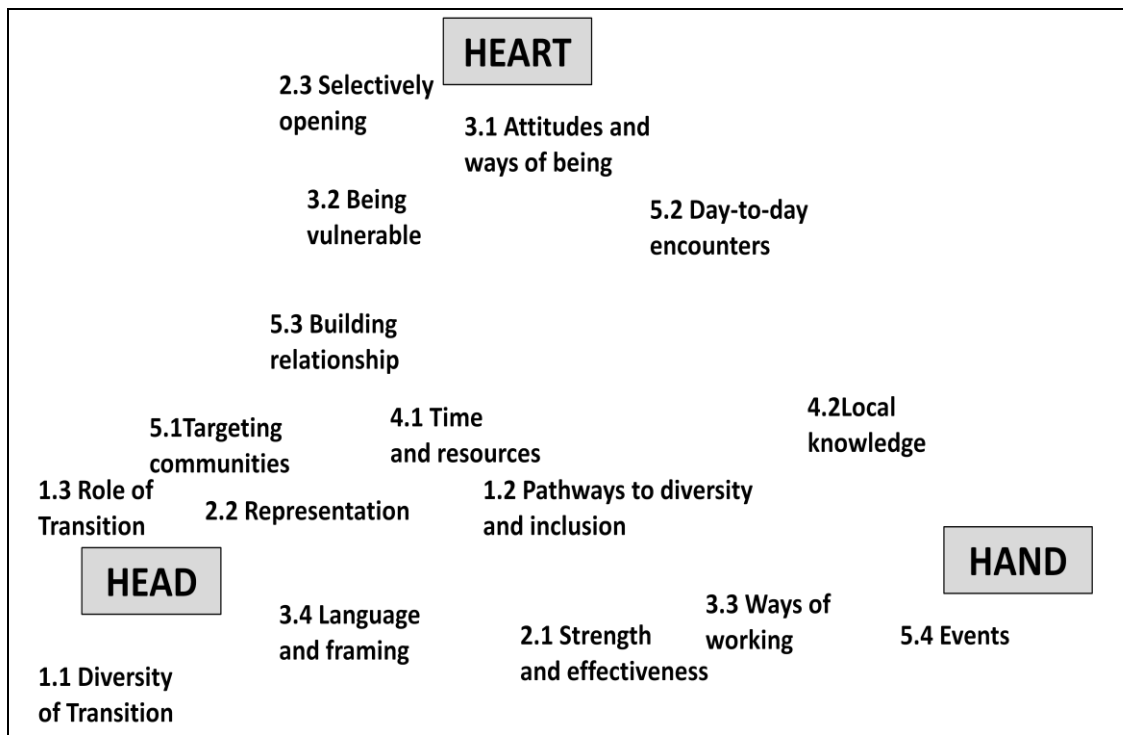 HEART
2.3 Selectively
opening
3.1 Attitudes and
ways of being
3.2 Being
vulnerable
5.2 Day-to-day
encounters
5.3 Building
relationship
4.1 Time
and resources
4.2Local
knowledge
5.1Targeting
communities
1.3 Role of
Transition
2.2 Representation
1.2 Pathways to diversity
and inclusion
HEAD
HAND
3.4 Language
and framing
2.1 Strength
and effectiveness
3.3 Ways of
working
5.4 Events
1.1 Diversity
of Transition